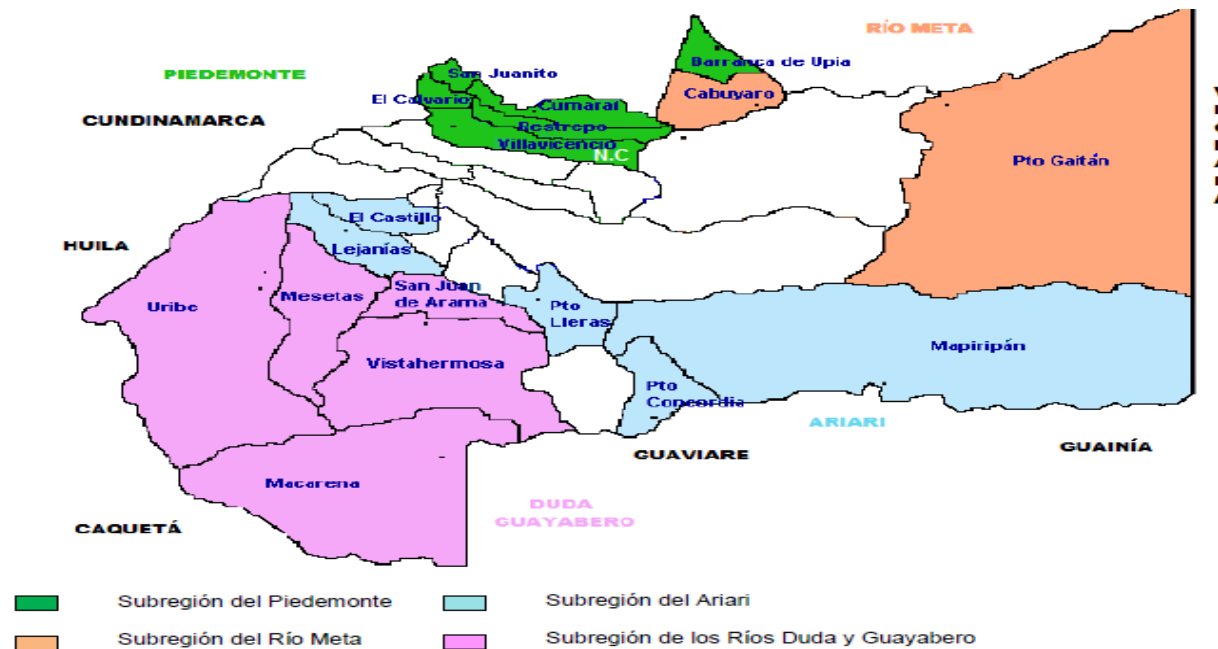 RÍO META
Barranca de Upia
PIEDEMONTE
San Juanito
Cabuyaro
El Calvario
Cumaral
CUNDINAMARCA
Restrepo
Villavicencio
N.C
Pto Gaitán
El Castillo
HUILA
Lejanías
San Juan
de Arama
Mesetas
Uribe
Pto
Lleras
Mapiripán
Vistahermosa
Pto
Concordia
ARIARI
GUAVIARE
GUAINÍA
Macarena
DUDA
GUAYABERO
CAQUETÁ
Subregión del Piedemonte
Subregión del Ariari
Subregión del Río Meta
Subregión de los Ríos Duda y Guayabero